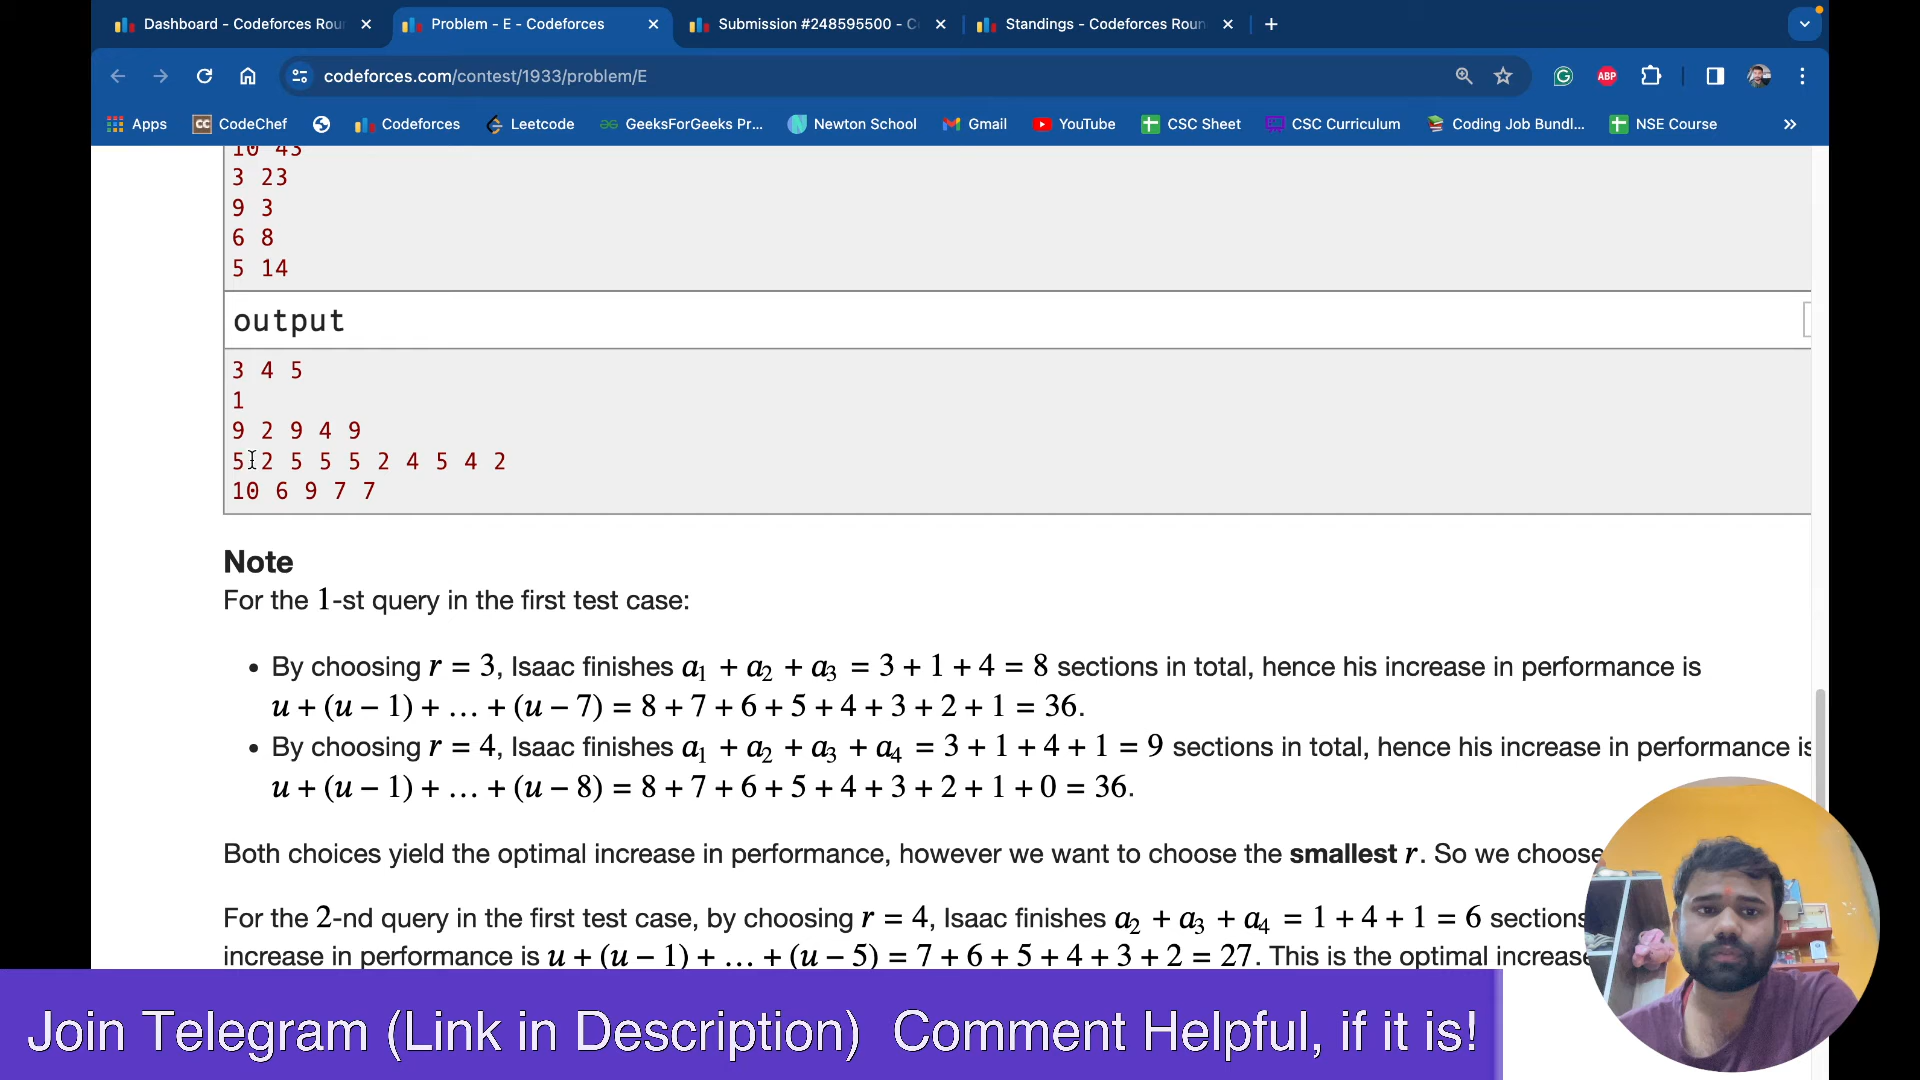 Dashboard - Codeforces Rou
Problem - E - Codeforces
Submission #248595500 - C
Standings - Codeforces Roun
codeforces.com/contest/1933/problem/E
ABP
Apps
CC CodeChef
Codeforces
Leetcode
GeeksForGeeks Pr...
Newton School
Gmail
YouTube
CSC Sheet
CSC Curriculum
Coding Job Bundl...
NSE Course
»
10 43
3 23
9 3
6 8
5 14
output
3 4 5
1
9 2 9 4 9
5 2 5 5 5 2 4 5 4 2
10 6 9 7 7
Note
For the 1-st query in the first test case:
• By choosing r = 3, Isaac finishes a₁ + a₂ + a₃ = 3 + 1 + 4 = 8 sections in total, hence his increase in performance is
u + (u − 1) + … + (u − 7) = 8 + 7 + 6 + 5 + 4 + 3 + 2 + 1 = 36.
• By choosing r = 4, Isaac finishes a₁ + a₂ + a₃ + a₄ = 3 + 1 + 4 + 1 = 9 sections in total, hence his increase in performance is
u + (u − 1) + … + (u − 8) = 8 + 7 + 6 + 5 + 4 + 3 + 2 + 1 + 0 = 36.
Both choices yield the optimal increase in performance, however we want to choose the smallest r. So we choose
For the 2-nd query in the first test case, by choosing r = 4, Isaac finishes a₂ + a₃ + a₄ = 1 + 4 + 1 = 6 sections
increase in performance is u + (u − 1) + … + (u − 5) = 7 + 6 + 5 + 4 + 3 + 2 = 27. This is the optimal increase
Join Telegram (Link in Description) Comment Helpful, if it is!